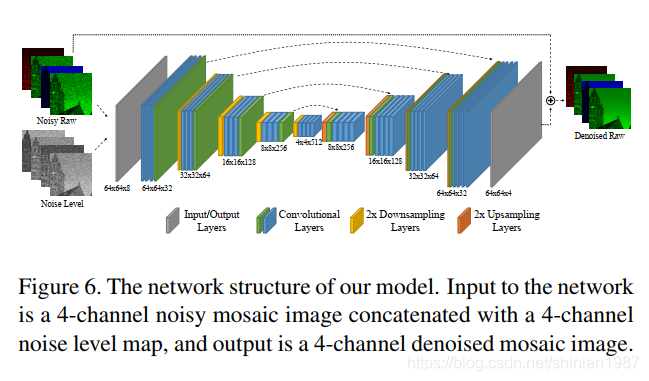 Noisy Raw
Noise Level
64x64x8
64x64x32
32x32x64
16x16x128
8x8x256
4x4x512
8x8x256
16x16x128
32x32x64
64x64x32
64x64x4
Denoised Raw
Input/Output
Layers
Convolutional
Layers
2x Downsampling
Layers
2x Upsampling
Layers
Figure 6. The network structure of our model. Input to the network
is a 4-channel noisy mosaic image concatenated with a 4-channel
noise level map, and output is a 4-channel denoised mosaic image.
https://blog.csdn.net/shinian1987